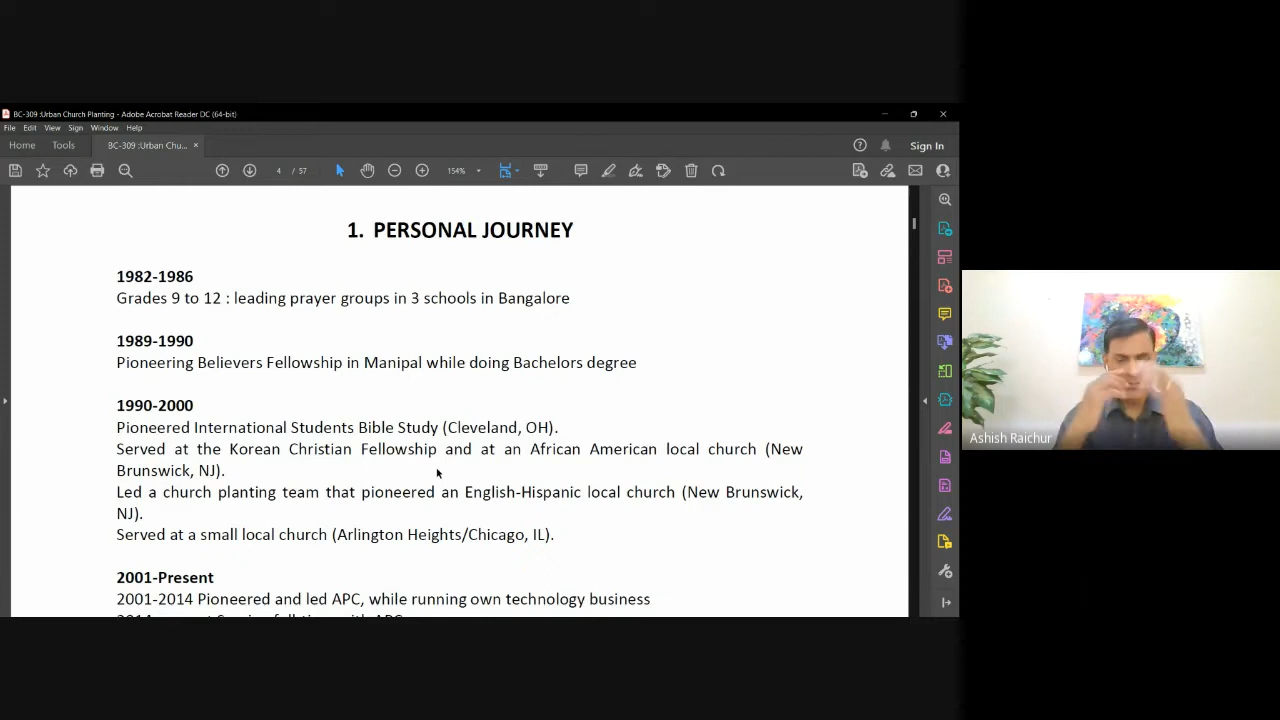 BC-309 :Urban Church Planting - Adobe Acrobat Reader DC (64-bit)
File Edit View Sign Window Help
Home Tools BC-309 :Urban Chu... × Sign In
4 / 57 154%
1. PERSONAL JOURNEY
1982-1986
Grades 9 to 12 : leading prayer groups in 3 schools in Bangalore
1989-1990
Pioneering Believers Fellowship in Manipal while doing Bachelors degree
1990-2000
Pioneered International Students Bible Study (Cleveland, OH).
Served at the Korean Christian Fellowship and at an African American local church (New
Brunswick, NJ).
Led a church planting team that pioneered an English-Hispanic local church (New Brunswick,
NJ).
Served at a small local church (Arlington Heights/Chicago, IL).
2001-Present
2001-2014 Pioneered and led APC, while running own technology business
Ashish Raichur